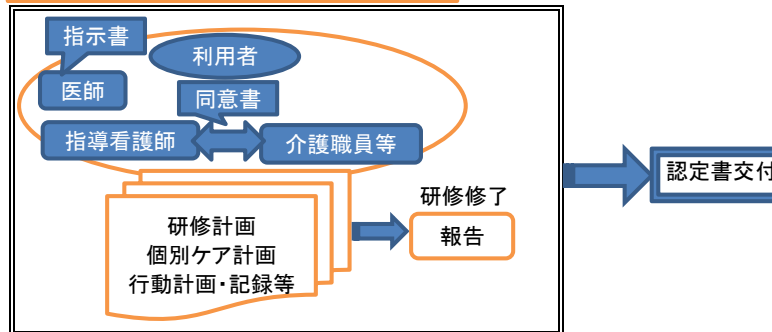 指示書
利用者
医師
同意書
指導看護師
介護職員等
認定書交付
研修修了
研修計画
報告
個別ケア計画
行動計画・記録等